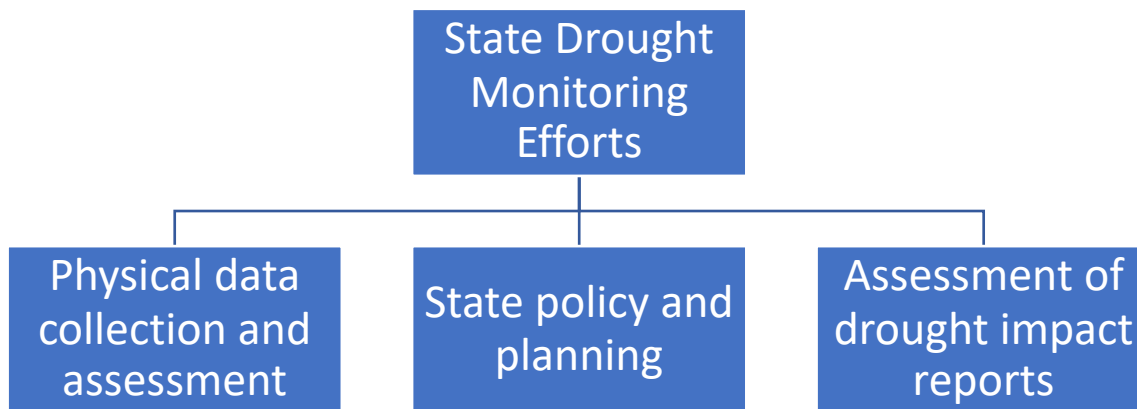 State Drought
Monitoring
Efforts
Physical data
collection and
assessment
State policy and
planning
Assessment of
drought impact
reports